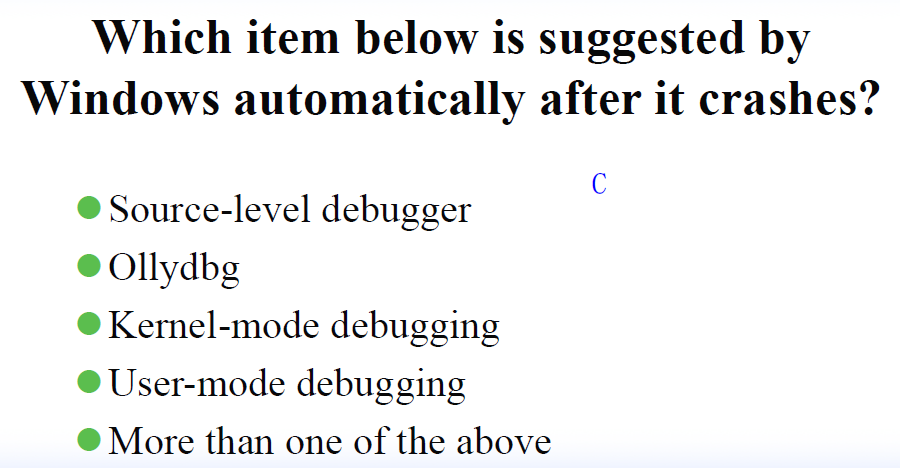 Which item below is suggested by
Windows automatically after it crashes?
C
Source-level debugger
Ollydbg
Kernel-mode debugging
User-mode debugging
More than one of the above